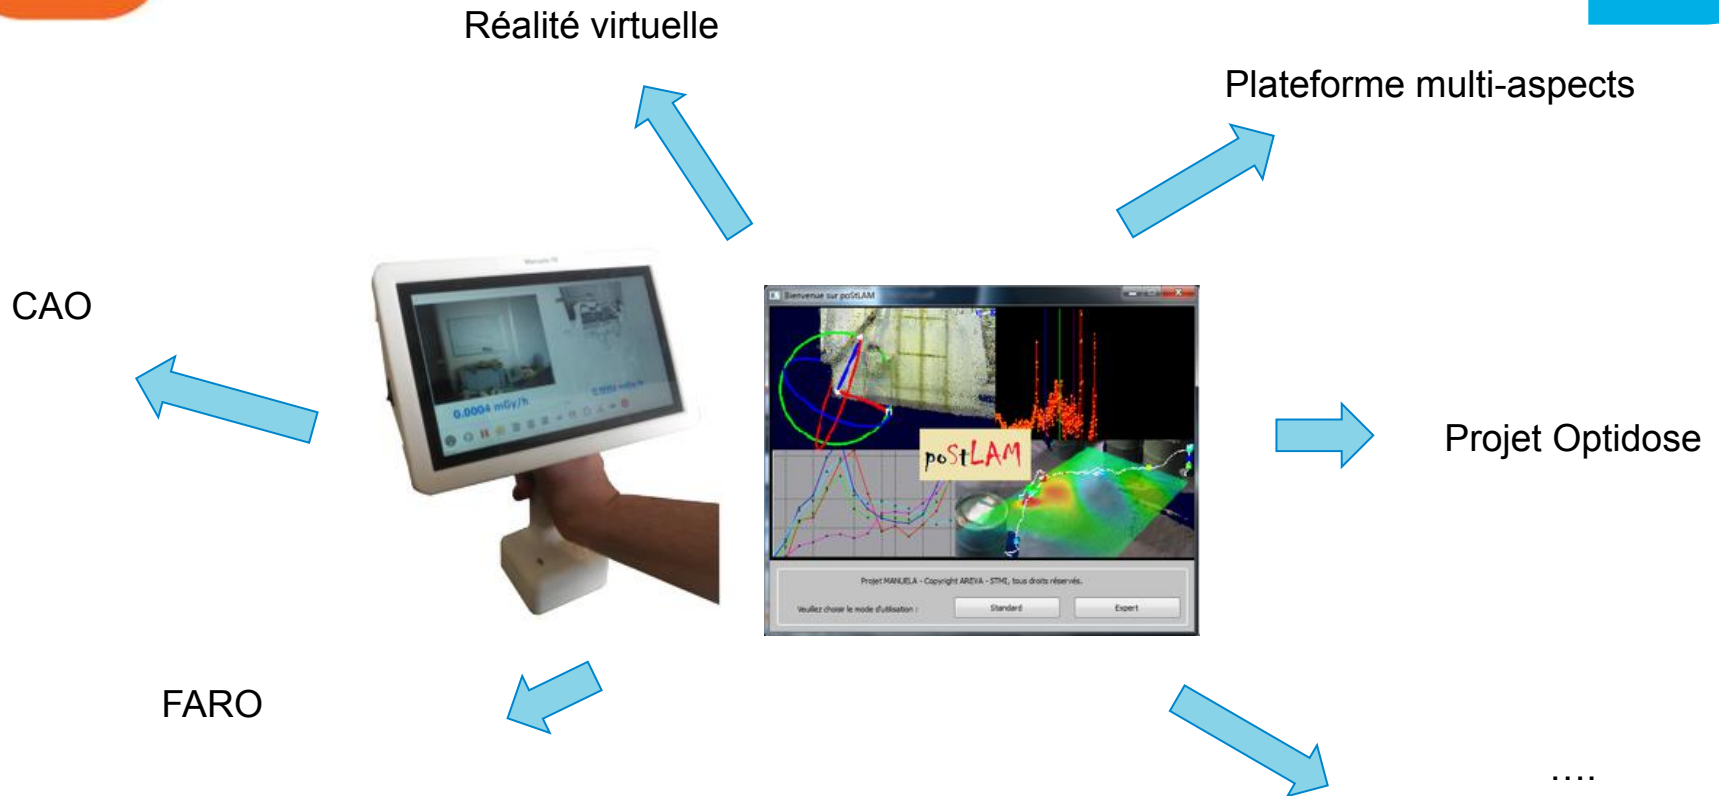 Réalité virtuelle
Plateforme multi-aspects
CAO
Bienvenue sur poStLAM
0.0004 mGy/h
poStLAM
Projet Optidose
Projet MANUELA - Copyright AREVA - STMI, tous droits réservés.
Veuillez choisir le mode d'utilisation :
Standard
Expert
FARO
....